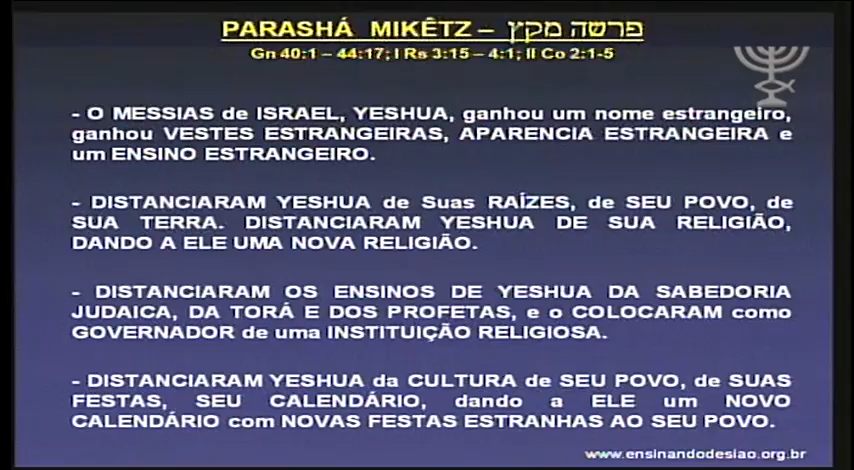 PARASHÁ MIKÊTZ – פרשה מקץ
Gn 40:1 – 44:17; I Rs 3:15 – 4:1; II Co 2:1-5
- O MESSIAS de ISRAEL, YESHUA, ganhou um nome estrangeiro,
ganhou VESTES ESTRANGEIRAS, APARENCIA ESTRANGEIRA e
um ENSINO ESTRANGEIRO.
- DISTANCIARAM YESHUA de Suas RAÍZES, de SEU POVO, de
SUA TERRA. DISTANCIARAM YESHUA DE SUA RELIGIÃO,
DANDO A ELE UMA NOVA RELIGIÃO.
- DISTANCIARAM OS ENSINOS DE YESHUA DA SABEDORIA
JUDAICA, DA TORÁ E DOS PROFETAS, e o COLOCARAM como
GOVERNADOR de uma INSTITUIÇÃO RELIGIOSA.
- DISTANCIARAM YESHUA da CULTURA de SEU POVO, de SUAS
FESTAS, SEU CALENDÁRIO, dando a ELE um NOVO
CALENDÁRIO com NOVAS FESTAS ESTRANHAS AO SEU POVO.
www.ensinandodesiao.org.br